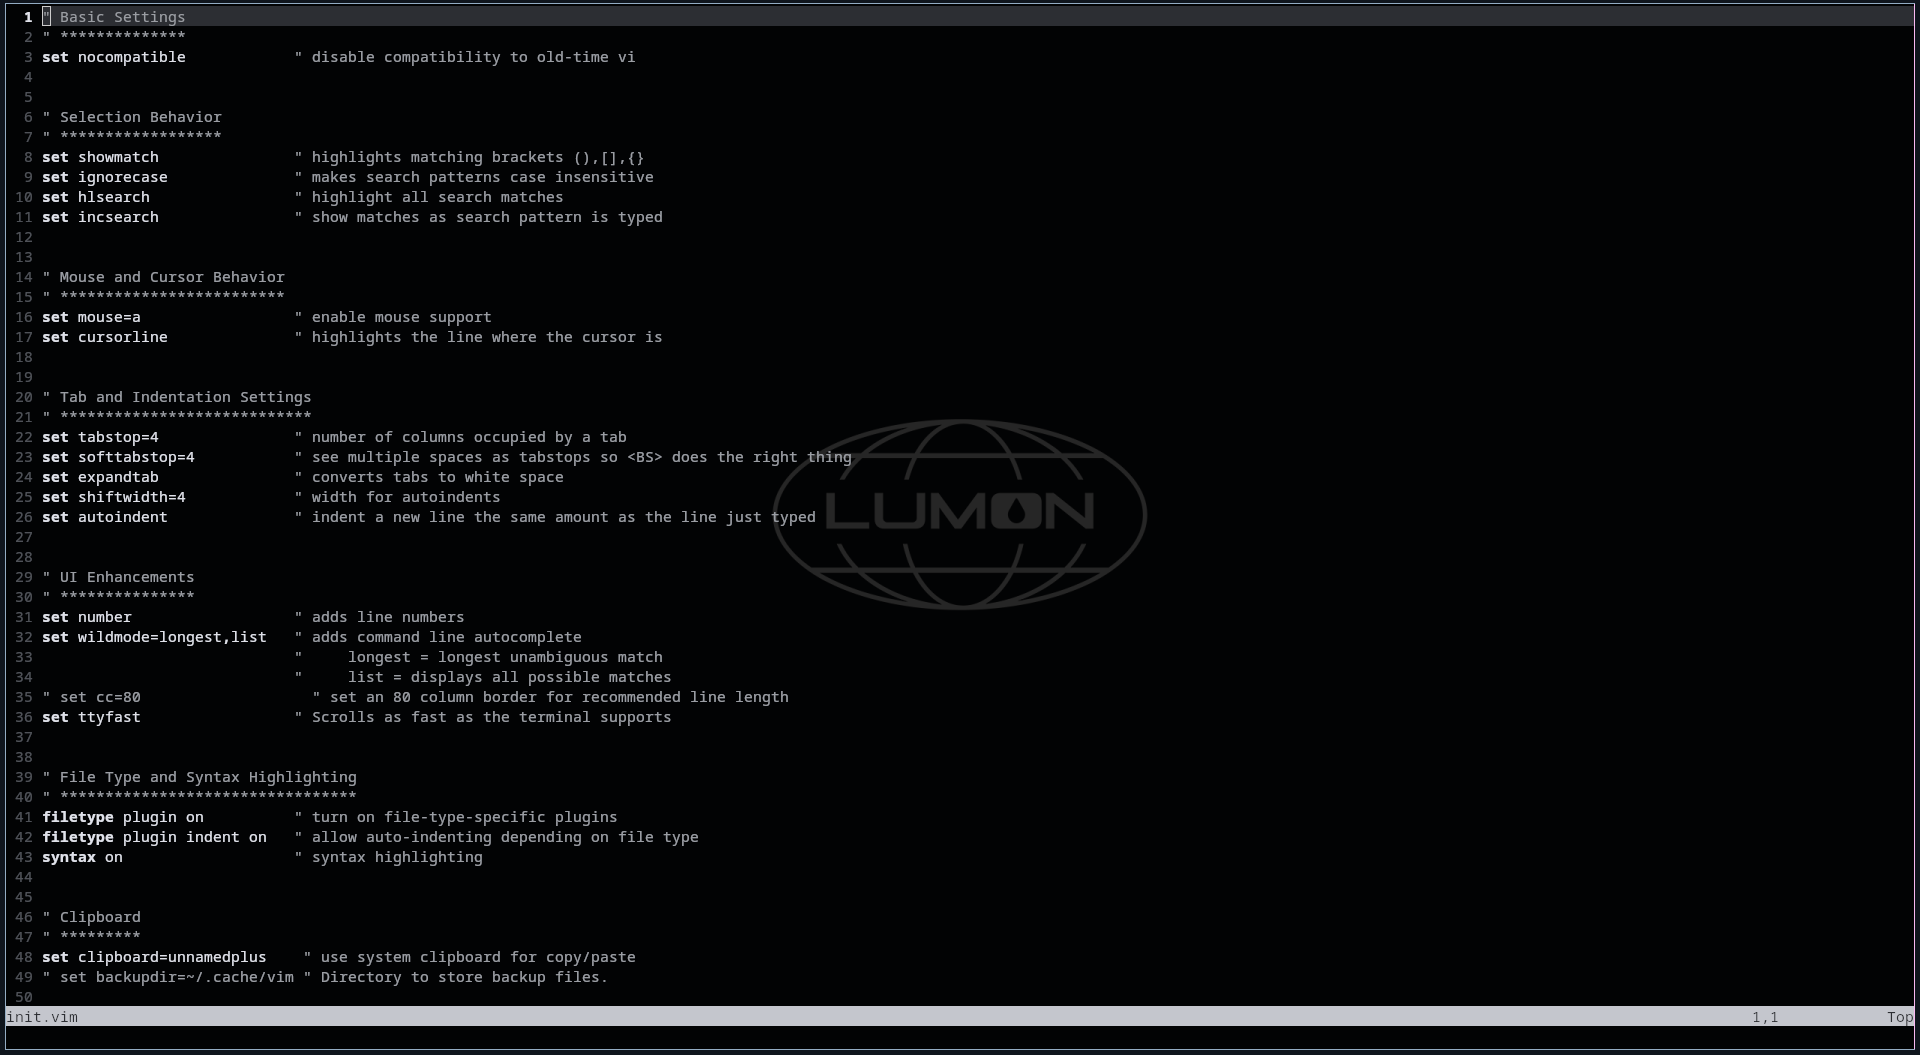 1 " Basic Settings
2 " **************
3 set nocompatible            " disable compatibility to old-time vi
4
5
6 " Selection Behavior
7 " ******************
8 set showmatch               " highlights matching brackets (),[],{}
9 set ignorecase              " makes search patterns case insensitive
10 set hlsearch                " highlight all search matches
11 set incsearch               " show matches as search pattern is typed
12
13
14 " Mouse and Cursor Behavior
15 " *************************
16 set mouse=a                 " enable mouse support
17 set cursorline              " highlights the line where the cursor is
18
19
20 " Tab and Indentation Settings
21 " ****************************
22 set tabstop=4               " number of columns occupied by a tab
23 set softtabstop=4           " see multiple spaces as tabstops so <BS> does the right thing
24 set expandtab               " converts tabs to white space
25 set shiftwidth=4            " width for autoindents
26 set autoindent              " indent a new line the same amount as the line just typed
LUMON
27
28
29 " UI Enhancements
30 " ***************
31 set number                  " adds line numbers
32 set wildmode=longest,list   " adds command line autocomplete
33                             "     longest = longest unambiguous match
34                             "     list = displays all possible matches
35 " set cc=80                   " set an 80 column border for recommended line length
36 set ttyfast                 " Scrolls as fast as the terminal supports
37
38
39 " File Type and Syntax Highlighting
40 " *********************************
41 filetype plugin on          " turn on file-type-specific plugins
42 filetype plugin indent on   " allow auto-indenting depending on file type
43 syntax on                   " syntax highlighting
44
45
46 " Clipboard
47 " *********
48 set clipboard=unnamedplus    " use system clipboard for copy/paste
49 " set backupdir=~/.cache/vim " Directory to store backup files.
50
init.vim 1,1 Top